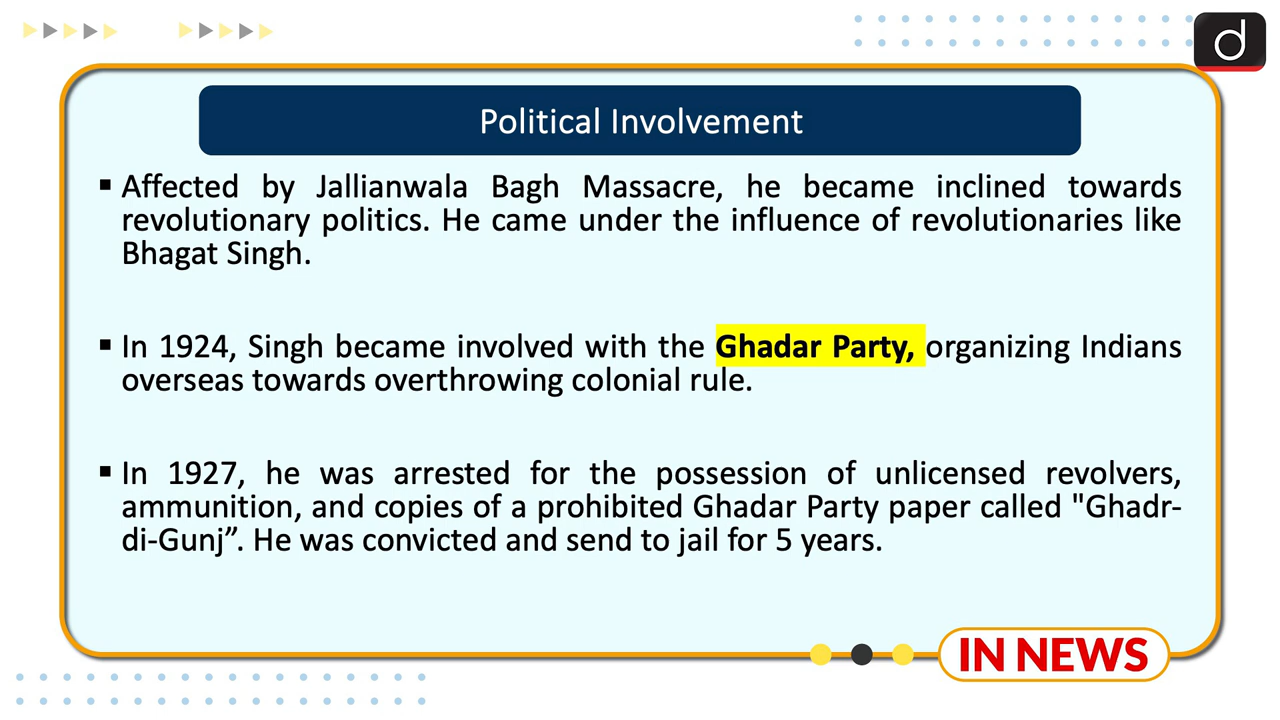 d
Political Involvement
▪ Affected by Jallianwala Bagh Massacre, he became inclined towards
revolutionary politics. He came under the influence of revolutionaries like
Bhagat Singh.
▪ In 1924, Singh became involved with the Ghadar Party, organizing Indians
overseas towards overthrowing colonial rule.
▪ In 1927, he was arrested for the possession of unlicensed revolvers,
ammunition, and copies of a prohibited Ghadar Party paper called "Ghadr-
di-Gunj”. He was convicted and send to jail for 5 years.
IN NEWS